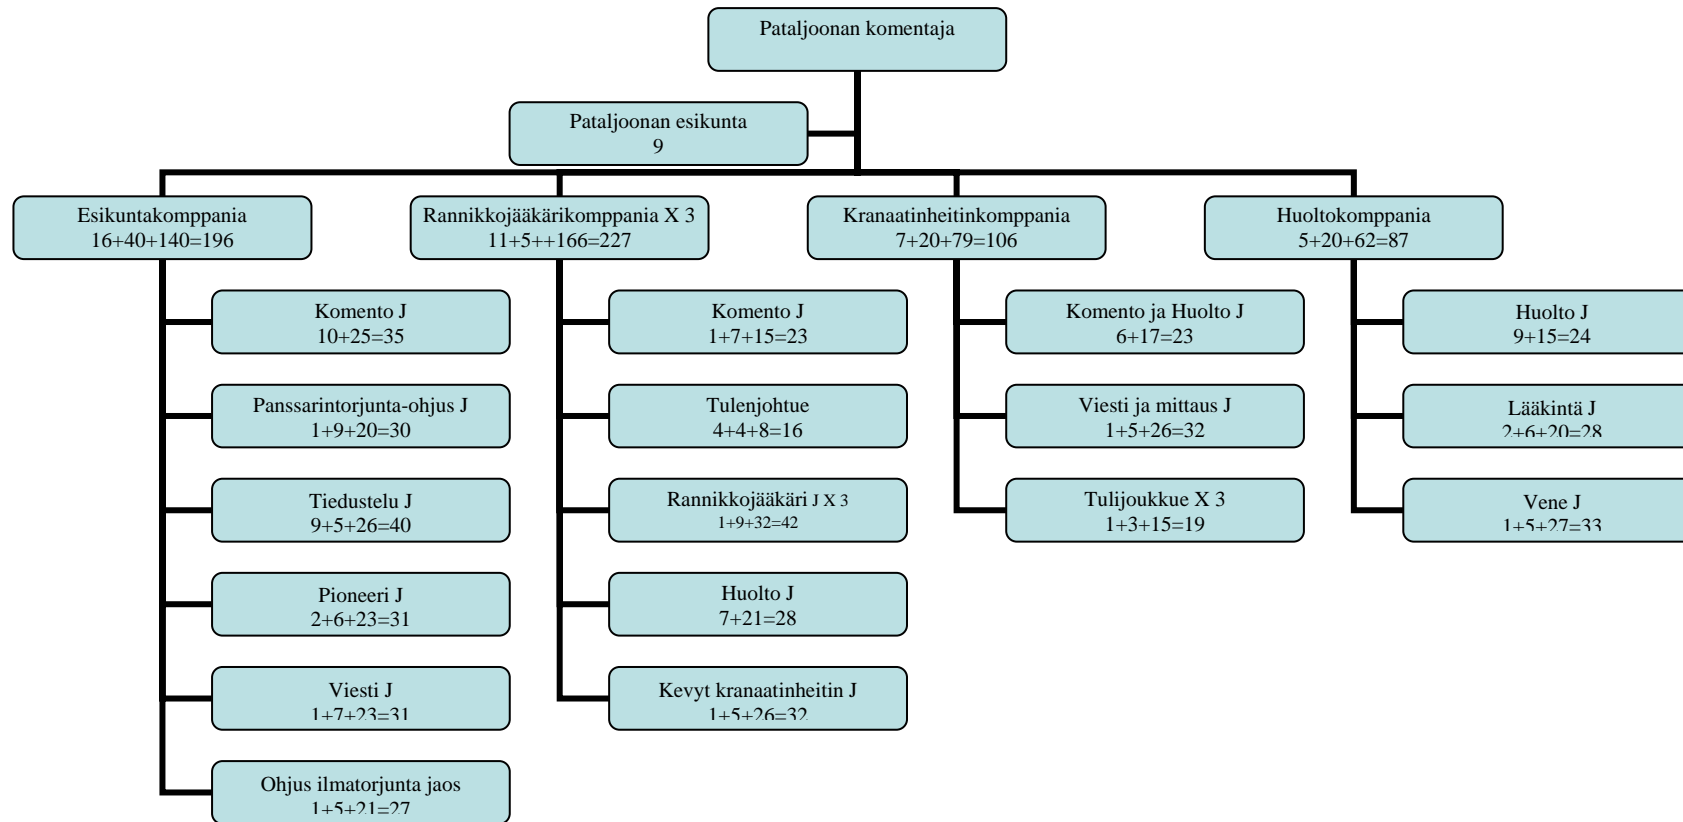 Pataljoonan komentaja
Pataljoonan esikunta
9
Esikuntakomppania
16+40+140=196
Rannikkojääkärikomppania X 3
11+5++166=227
Kranaatinheitinkomppania
7+20+79=106
Huoltokomppania
5+20+62=87
Komento J
10+25=35
Panssarintorjunta-ohjus J
1+9+20=30
Tiedustelu J
9+5+26=40
Pioneeri J
2+6+23=31
Viesti J
1+7+23=31
Ohjus ilmatorjunta jaos
1+5+21=27
Komento J
1+7+15=23
Tulenjohtue
4+4+8=16
Rannikkojääkäri J X 3
1+9+32=42
Huolto J
7+21=28
Kevyt kranaatinheitin J
1+5+26=32
Komento ja Huolto J
6+17=23
Viesti ja mittaus J
1+5+26=32
Tulijoukkue X 3
1+3+15=19
Huolto J
9+15=24
Lääkintä J
2+6+20=28
Vene J
1+5+27=33